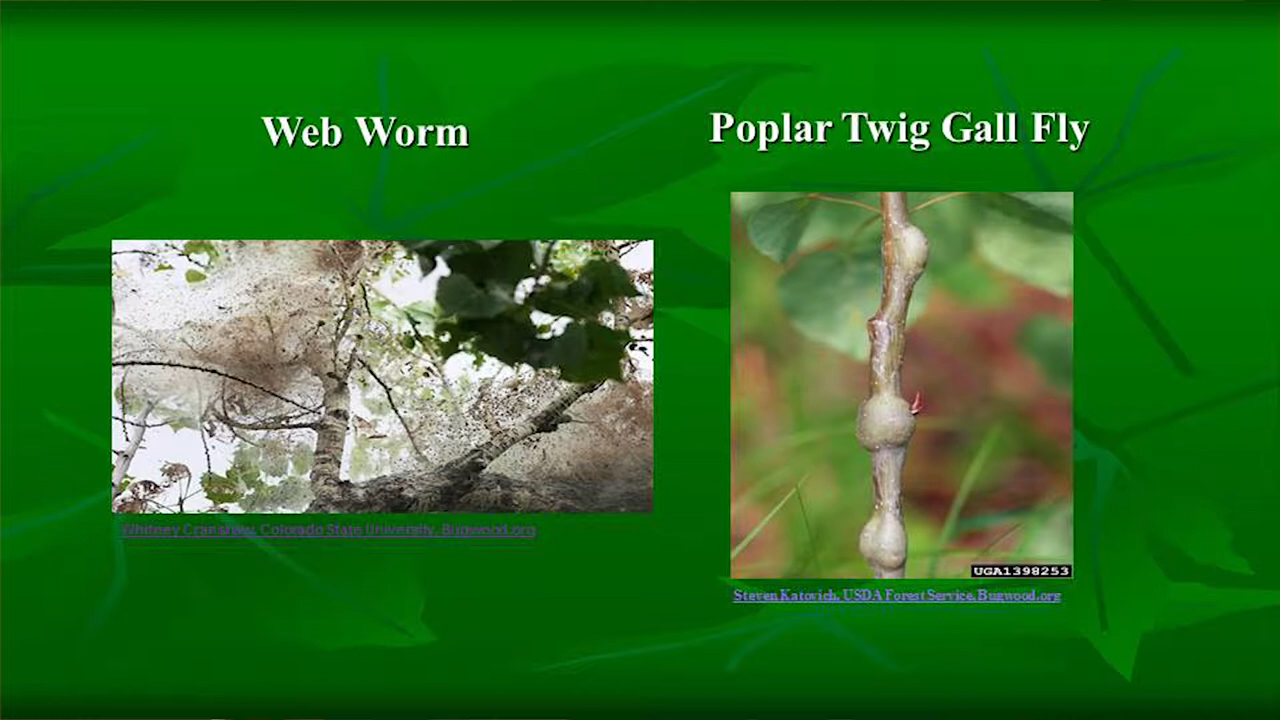 Web Worm
Poplar Twig Gall Fly
Whitney Cranshaw, Colorado State University, Bugwood.org
UGA1398253
Steven Katovich, USDA Forest Service, Bugwood.org